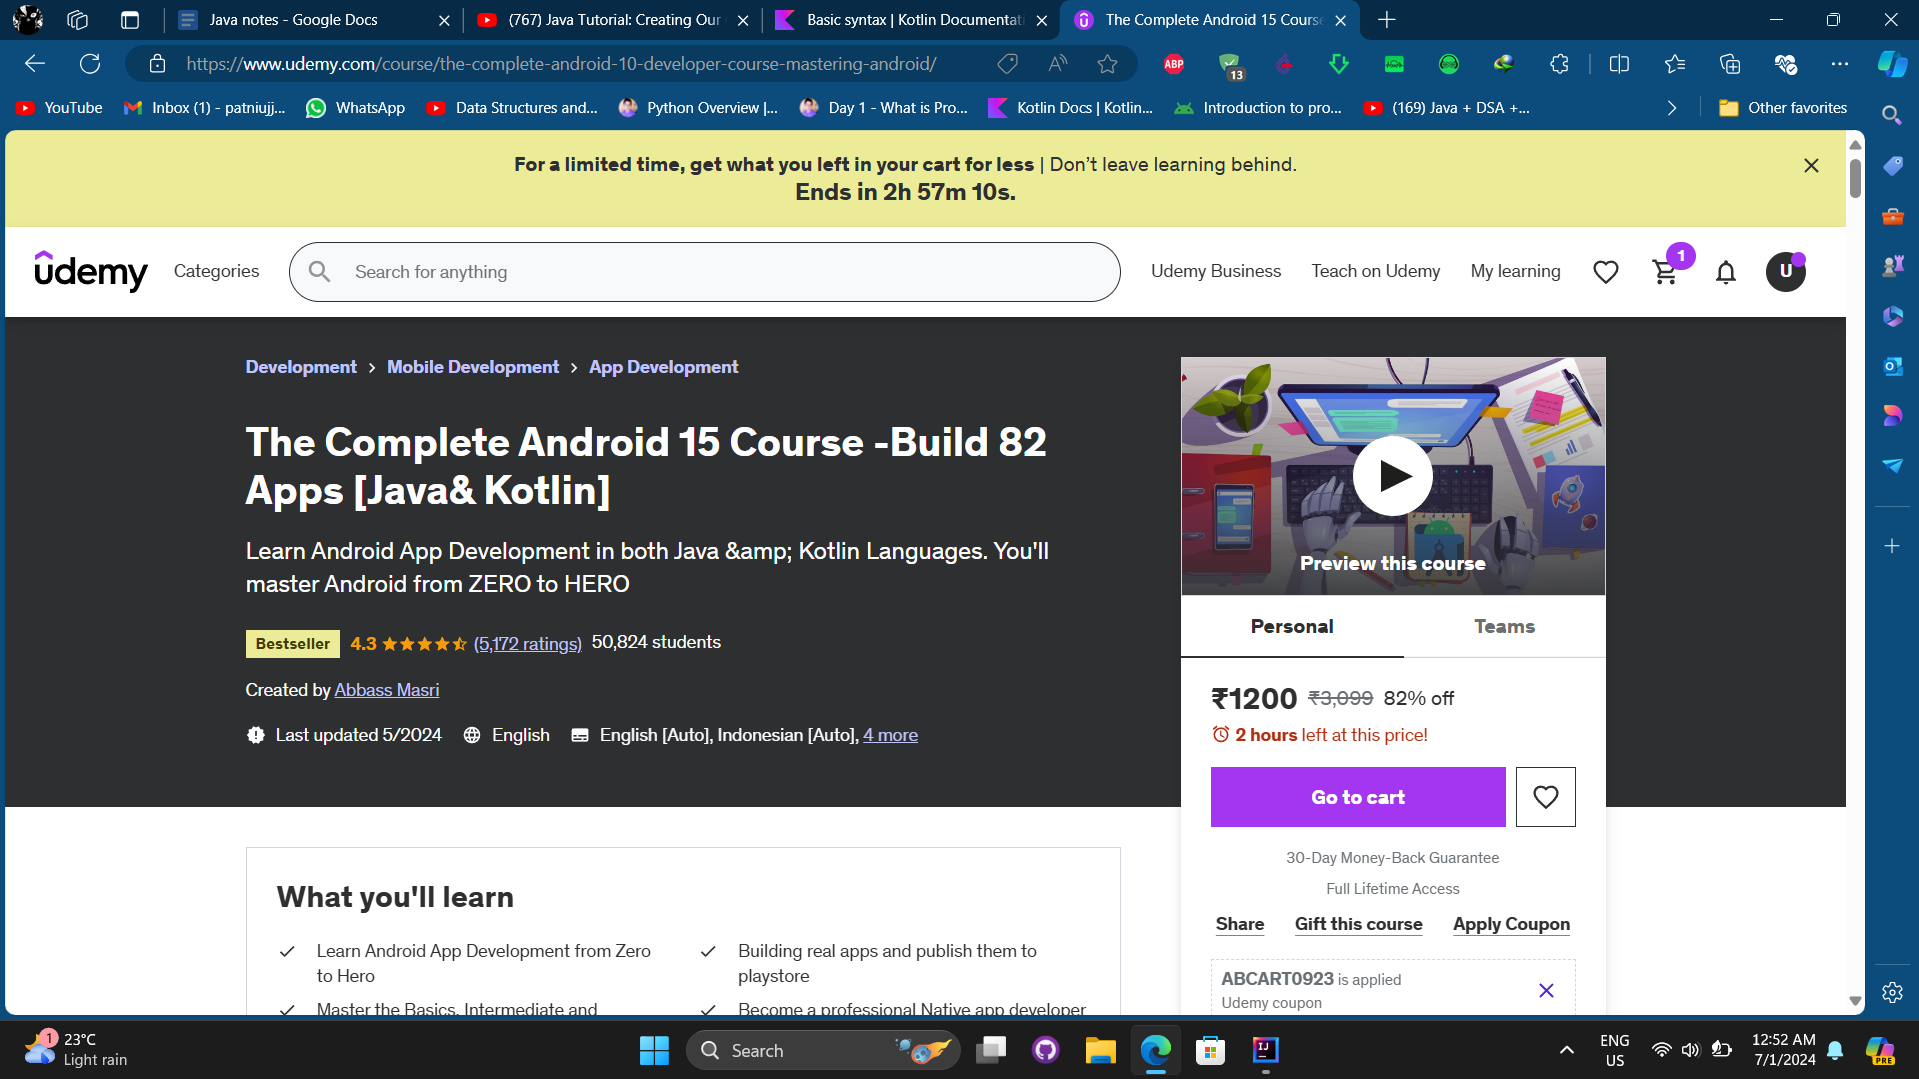 Java notes - Google Docs
(767) Java Tutorial: Creating Our
Basic syntax | Kotlin Documentati
The Complete Android 15 Course
https://www.udemy.com/course/the-complete-android-10-developer-course-mastering-android/
ABP
13
YouTube
Inbox (1) - patniujj...
WhatsApp
Data Structures and...
Python Overview |...
Day 1 - What is Pro...
Kotlin Docs | Kotlin...
Introduction to pro...
(169) Java + DSA +...
Other favorites
For a limited time, get what you left in your cart for less | Don’t leave learning behind.
Ends in 2h 57m 10s.
ûdemy
Categories
Search for anything
Udemy Business
Teach on Udemy
My learning
1
U
Development > Mobile Development > App Development
The Complete Android 15 Course -Build 82
Apps [Java& Kotlin]
Learn Android App Development in both Java &amp; Kotlin Languages. You'll
master Android from ZERO to HERO
Bestseller 4.3 (5,172 ratings) 50,824 students
Created by Abbass Masri
Last updated 5/2024 English English [Auto], Indonesian [Auto], 4 more
Preview this course
Personal Teams
₹1200 ₹3,099 82% off
2 hours left at this price!
Go to cart
30-Day Money-Back Guarantee
Full Lifetime Access
Share Gift this course Apply Coupon
ABCART0923 is applied
Udemy coupon
What you'll learn
Learn Android App Development from Zero
to Hero
Building real apps and publish them to
playstore
Master the Basics, Intermediate and
Become a professional Native app developer
1
23°C
Light rain
Search
IJ
ENG
US
12:52 AM
7/1/2024
PRE